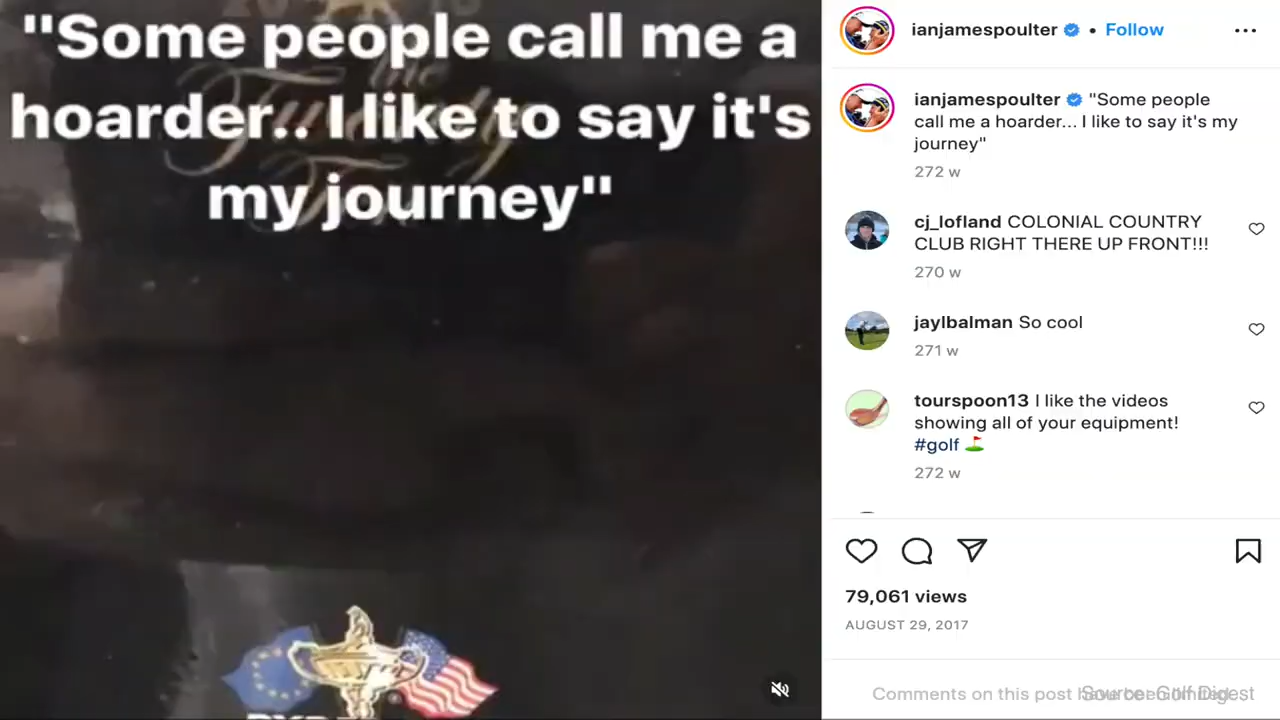 "Some people call me a
hoarder.. I like to say it's
my journey"
ianjamespoulter • Follow
ianjamespoulter "Some people
call me a hoarder... I like to say it's my
journey"
272 w
cj_lofland COLONIAL COUNTRY
CLUB RIGHT THERE UP FRONT!!!
270 w
jaylbalman So cool
271 w
tourspoon13 I like the videos
showing all of your equipment!
#golf
272 w
79,061 views
AUGUST 29, 2017
Comments on this post have been limited
Source: Golf Digest